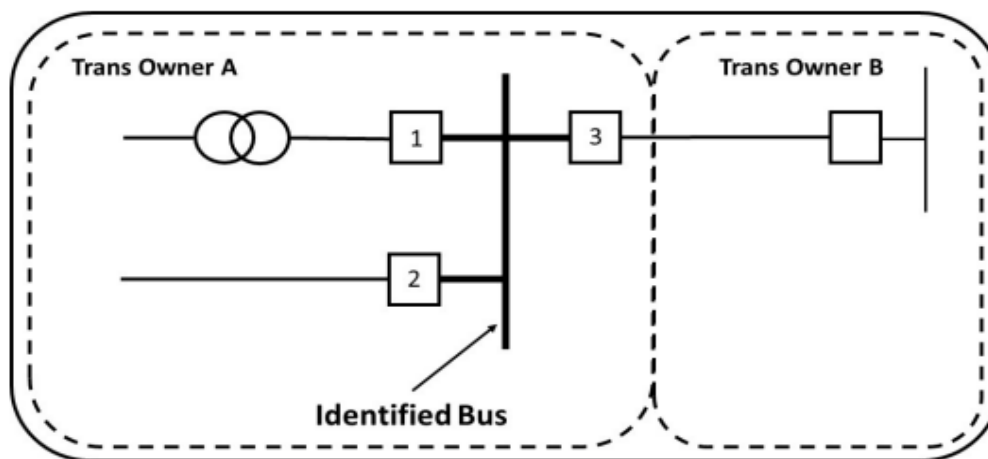 Trans Owner A
Trans Owner B
1
3
2
Identified Bus